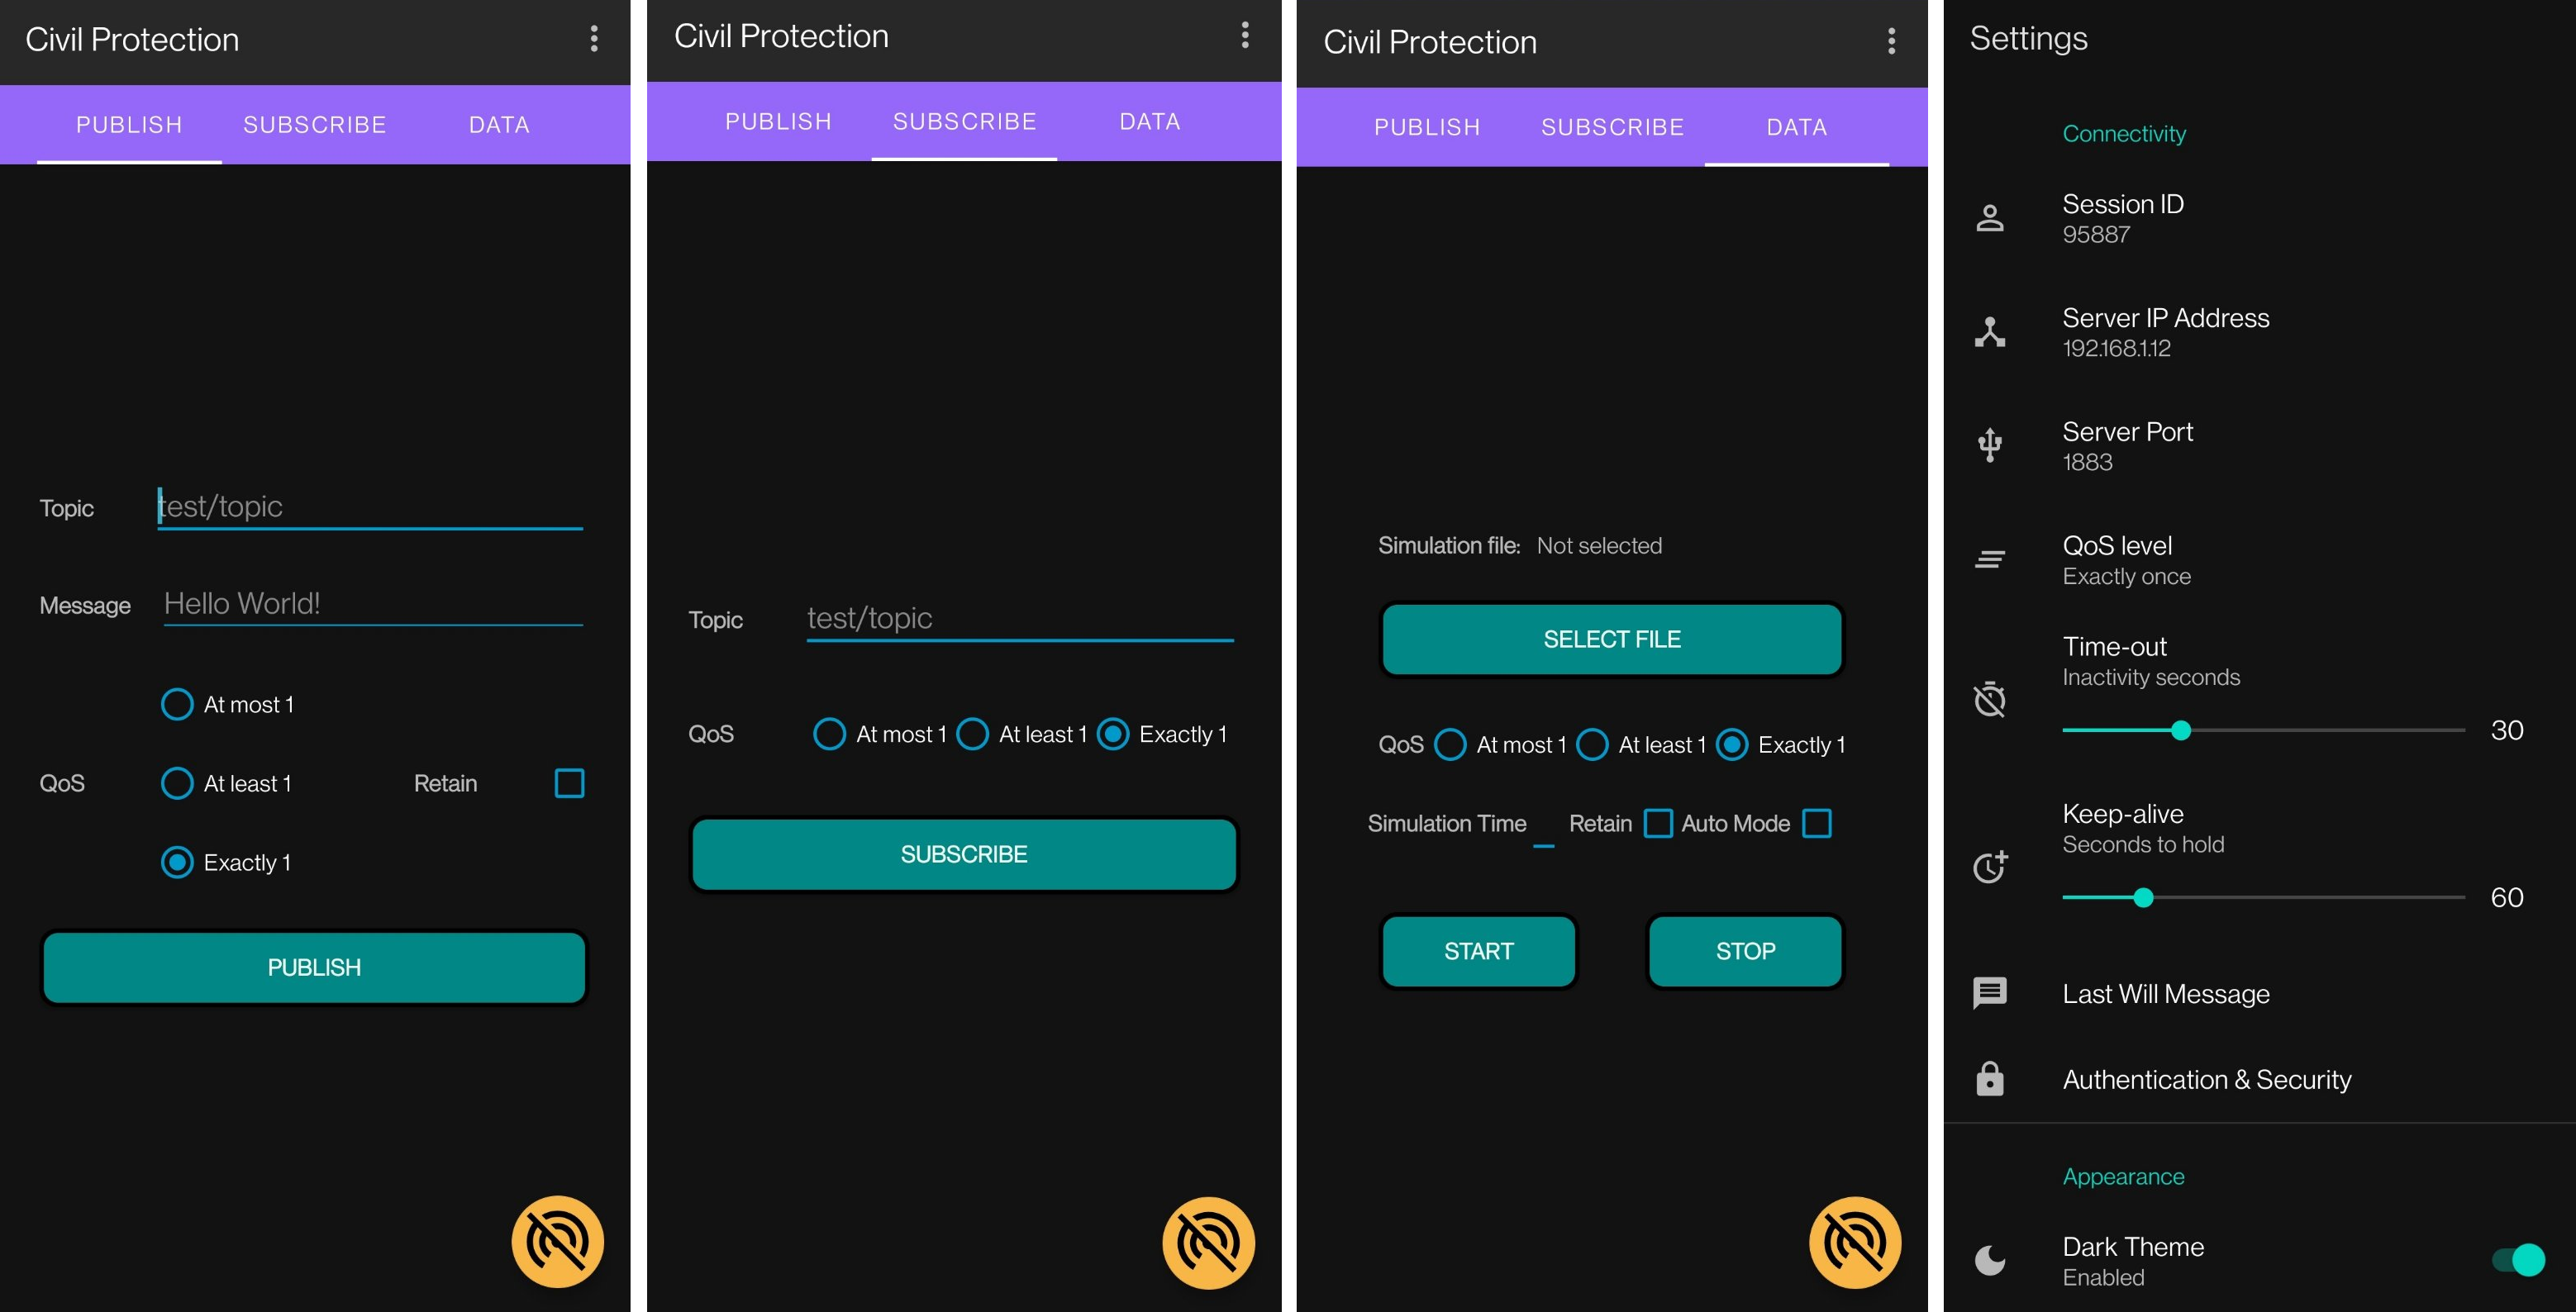 Civil Protection
PUBLISH SUBSCRIBE DATA
Topic test/topic
Message Hello World!
At most 1
QoS At least 1 Retain
Exactly 1
PUBLISH
Civil Protection
PUBLISH SUBSCRIBE DATA
Topic test/topic
QoS At most 1 At least 1 Exactly 1
SUBSCRIBE
Civil Protection
PUBLISH SUBSCRIBE DATA
Simulation file: Not selected
SELECT FILE
QoS At most 1 At least 1 Exactly 1
Simulation Time Retain Auto Mode
START STOP
Settings
Connectivity
Session ID
95887
Server IP Address
192.168.1.12
Server Port
1883
QoS level
Exactly once
Time-out
Inactivity seconds
30
Keep-alive
Seconds to hold
60
Last Will Message
Authentication & Security
Appearance
Dark Theme
Enabled